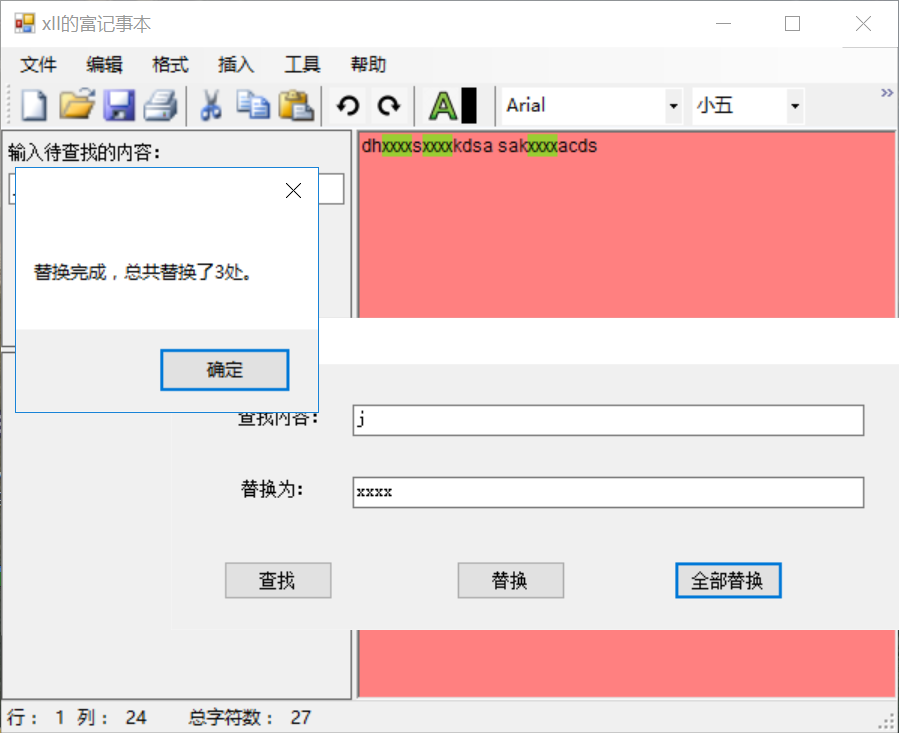 xll的富记事本
文件 编辑 格式 插入 工具 帮助
A Arial 小五 »
输入待查找的内容:
dhxxxxsxxxxkdsa sakxxxxacds
替换完成，总共替换了3处。
确定
查找内容: j
替换为: xxxx
查找 替换 全部替换
行： 1 列： 24 总字符数： 27